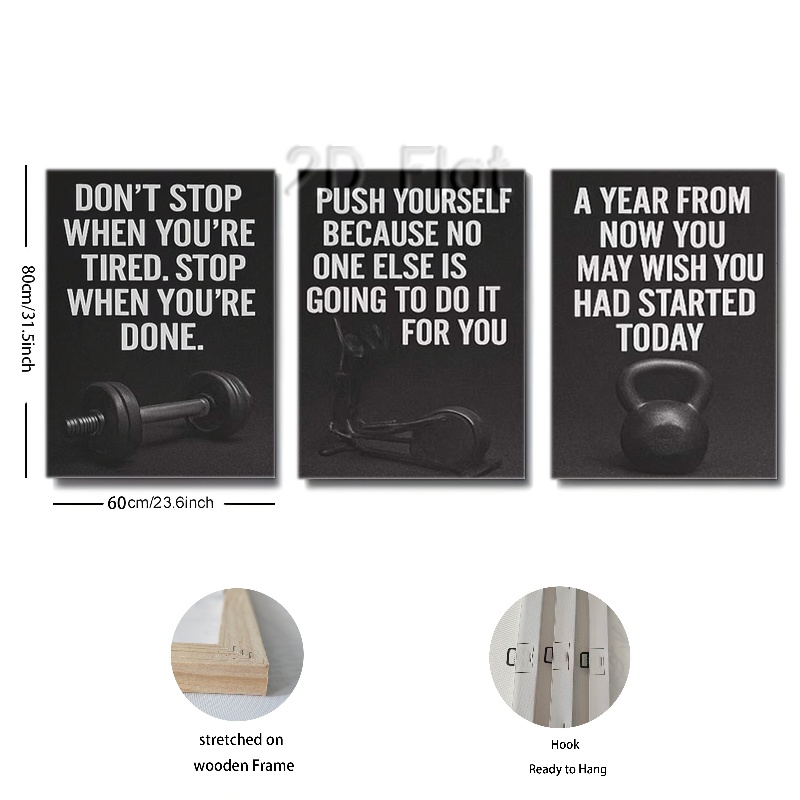 2D Flat
DON'T STOP
WHEN YOU'RE
TIRED. STOP
WHEN YOU'RE
DONE.
PUSH YOURSELF
BECAUSE NO
ONE ELSE IS
GOING TO DO IT
FOR YOU
A YEAR FROM
NOW YOU
MAY WISH YOU
HAD STARTED
TODAY
80cm/31.5inch
60cm/23.6inch
stretched on
wooden Frame
Hook
Ready to Hang